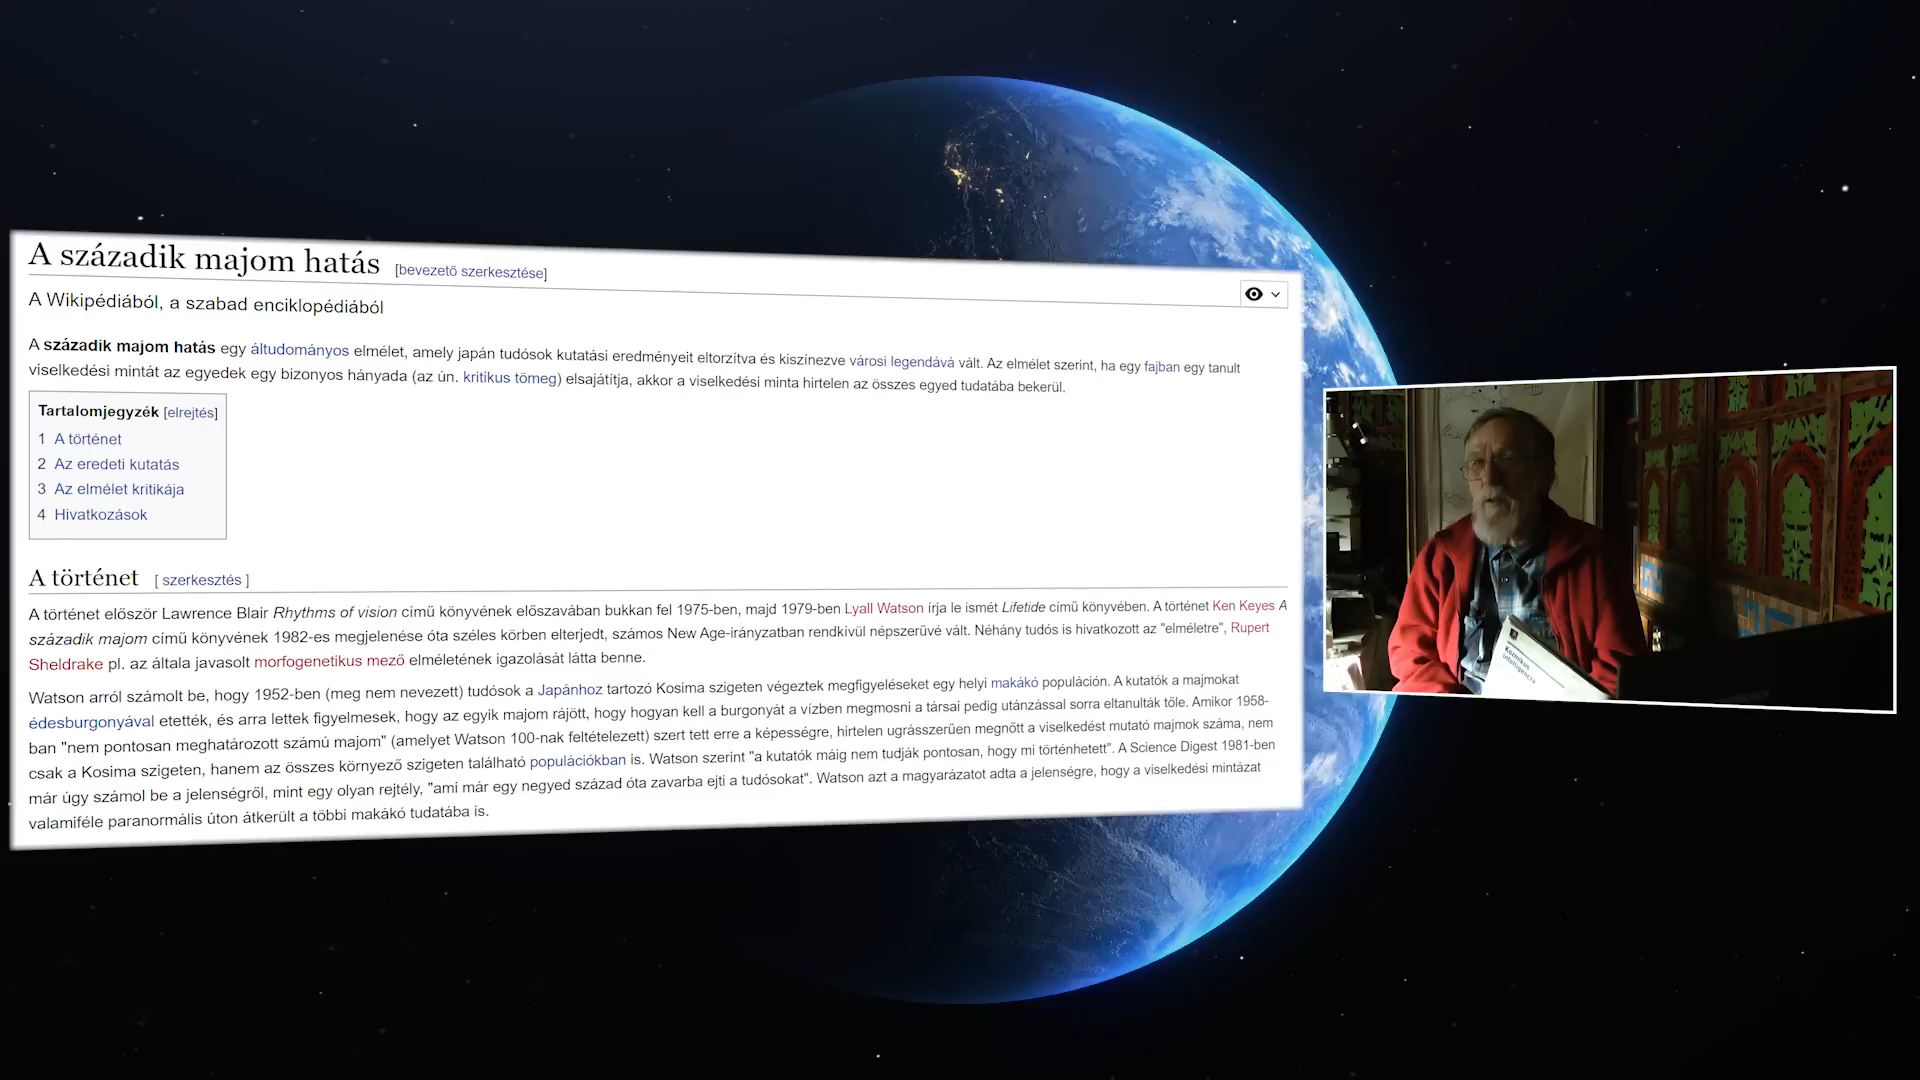 A századik majom hatás [bevezető szerkesztése]
A Wikipédiából, a szabad enciklopédiából
A századik majom hatás egy áltudományos elmélet, amely japán tudósok kutatási eredményeit eltorzítva és kiszínezve városi legendává vált. Az elmélet szerint, ha egy fajban egy tanult
viselkedési mintát az egyedek egy bizonyos hányada (az ún. kritikus tömeg) elsajátítja, akkor a viselkedési minta hirtelen az összes egyed tudatába bekerül.
Tartalomjegyzék [elrejtés]
1 A történet
2 Az eredeti kutatás
3 Az elmélet kritikája
4 Hivatkozások
A történet [ szerkesztés ]
A történet először Lawrence Blair Rhythms of vision című könyvének előszavában bukkan fel 1975-ben, majd 1979-ben Lyall Watson írja le ismét Lifetide című könyvében. A történet Ken Keyes A
századik majom című könyvének 1982-es megjelenése óta széles körben elterjedt, számos New Age-irányzatban rendkívül népszerűvé vált. Néhány tudós is hivatkozott az "elméletre", Rupert
Sheldrake pl. az általa javasolt morfogenetikus mező elméletének igazolását látta benne.
Watson arról számolt be, hogy 1952-ben (meg nem nevezett) tudósok a Japánhoz tartozó Kosima szigeten végeztek megfigyeléseket egy helyi makákó populáción. A kutatók a majmokat
édesburgonyával etették, és arra lettek figyelmesek, hogy az egyik majom rájött, hogy hogyan kell a burgonyát a vízben megmosni a társai pedig utánzással sorra eltanulták tőle. Amikor 1958-
ban "nem pontosan meghatározott számú majom" (amelyet Watson 100-nak feltételezett) szert tett erre a képességre, hirtelen ugrásszerűen megnőtt a viselkedést mutató majmok száma, nem
csak a Kosima szigeten, hanem az összes környező szigeten található populációkban is. Watson szerint "a kutatók máig nem tudják pontosan, hogy mi történhetett". A Science Digest 1981-ben
már úgy számol be a jelenségről, mint egy olyan rejtély, "ami már egy negyed század óta zavarba ejti a tudósokat". Watson azt a magyarázatot adta a jelenségre, hogy a viselkedési mintázat
valamiféle paranormális úton átkerült a többi makákó tudatába is.
Kozmikus
Intelligencia